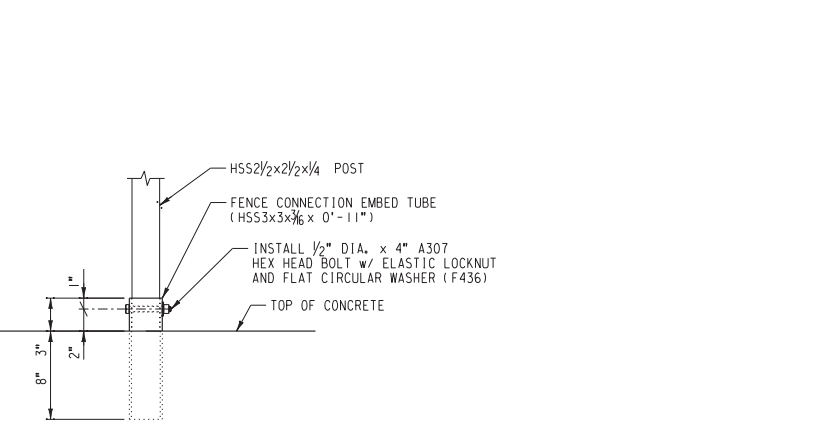 HSS2½x2½x¼ POST
FENCE CONNECTION EMBED TUBE
(HSS3x3x3⁄16 x 0'-11")
INSTALL ½" DIA. x 4" A307
HEX HEAD BOLT w/ ELASTIC LOCKNUT
AND FLAT CIRCULAR WASHER (F436)
TOP OF CONCRETE
1"
2"
3"
8"